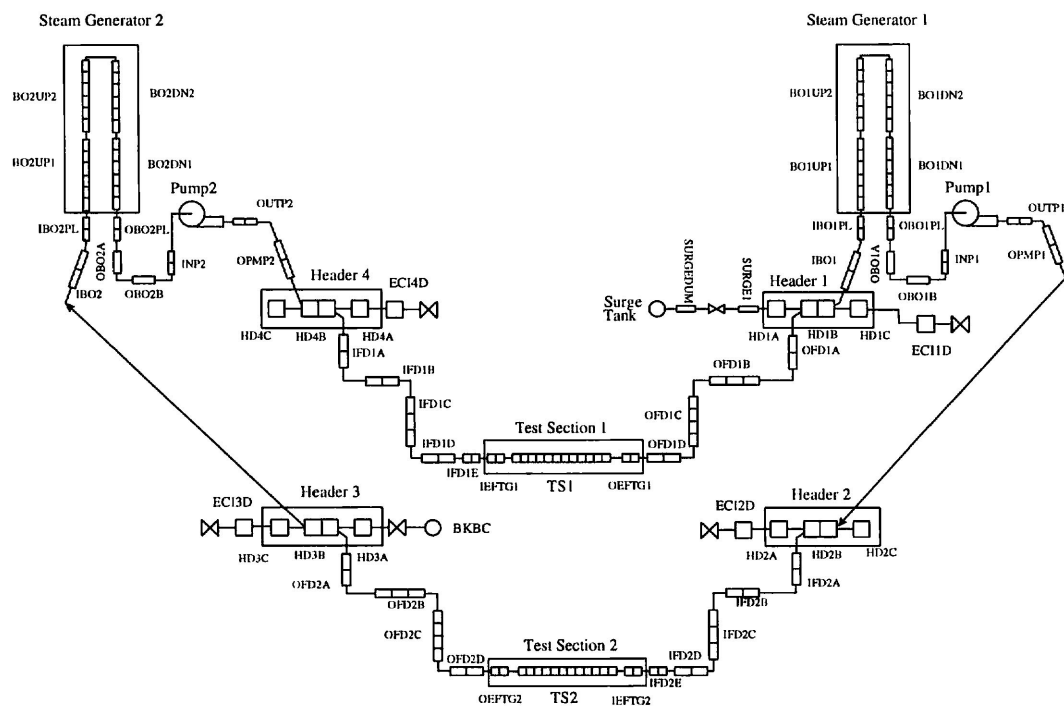 Steam Generator 2
Steam Generator 1
BO2UP2
BO2DN2
BO2UP1
BO2DN1
BO1UP2
BO1DN2
BO1UP1
BO1DN1
Pump2
Pump1
IBO2PL
OBO2PL
OUTP2
OBO2A
INP2
OPMP2
IBO2
OBO2B
IBO1PL
OBO1PL
OUTP1
OBO1A
INP1
OPMP1
IBO1
OBO1B
Header 4
ECI4D
HD4C
HD4B
HD4A
SURGEDUM
SURGE1
Surge
Tank
Header 1
HD1A
HD1B
HD1C
ECI1D
IFD1A
IFD1B
IFD1C
IFD1D
IFD1E
OFD1A
OFD1B
OFD1C
OFD1D
Test Section 1
IEFTG1
TS1
OEFTG1
Header 3
ECI3D
HD3C
HD3B
HD3A
BKBC
Header 2
ECI2D
HD2A
HD2B
HD2C
OFD2A
OFD2B
OFD2C
OFD2D
IFD2A
IFD2B
IFD2C
IFD2D
IFD2E
Test Section 2
OEFTG2
TS2
IEFTG2